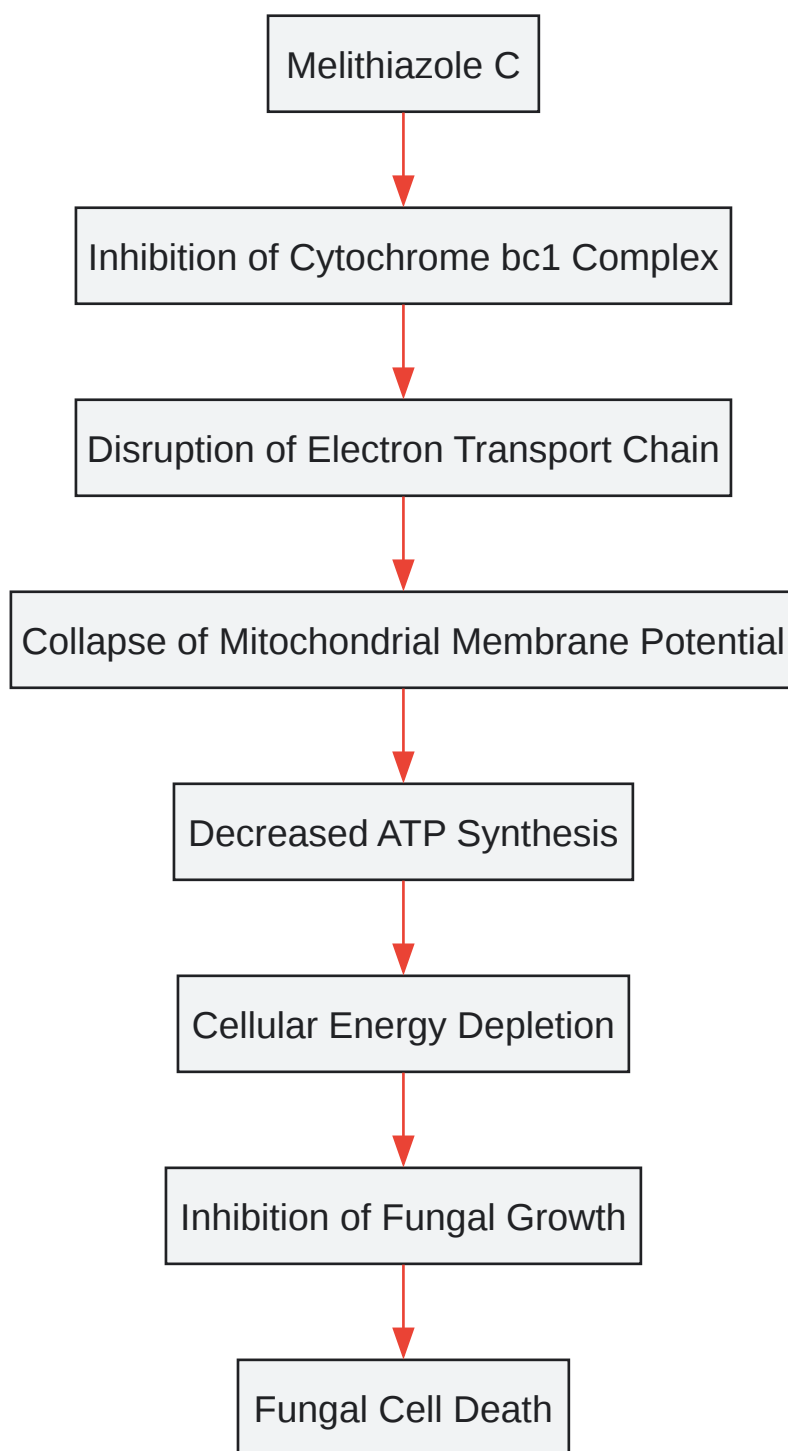 Melithiazole C
Inhibition of Cytochrome bc1 Complex
Disruption of Electron Transport Chain
Collapse of Mitochondrial Membrane Potential
Decreased ATP Synthesis
Cellular Energy Depletion
Inhibition of Fungal Growth
Fungal Cell Death